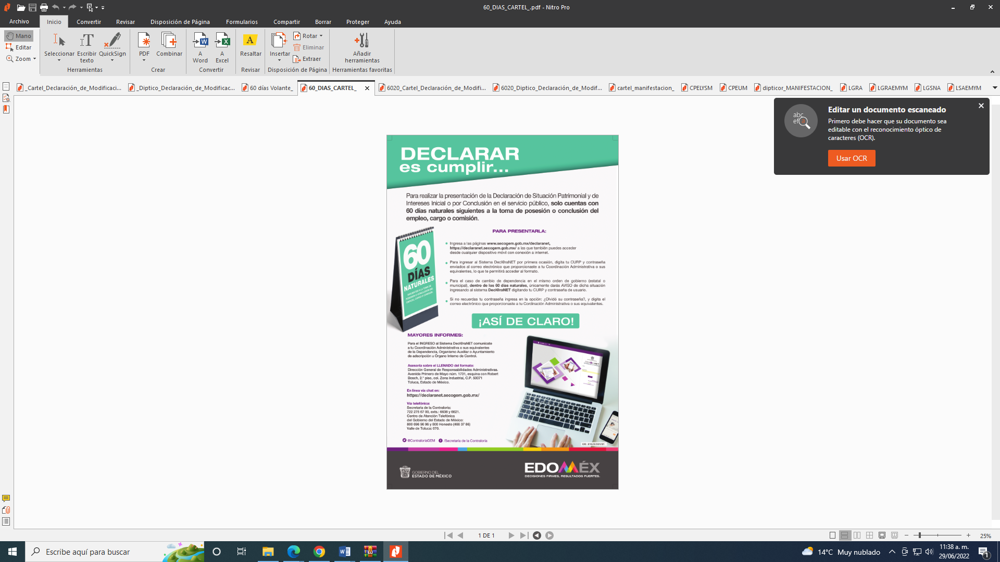 60_DIAS_CARTEL_.pdf - Nitro Pro
Archivo
Inicio
Convertir
Revisar
Disposición de Página
Formularios
Compartir
Borrar
Proteger
Ayuda
Mano
Editar
Zoom
Seleccionar
Escribir texto
QuickSign
Herramientas
PDF
Combinar
Crear
A Word
A Excel
Convertir
Resaltar
Revisar
Insertar
Rotar
Eliminar
Extraer
Disposición de Página
Añadir herramientas
Herramientas favoritas
_Cartel_Declaración_de_Modificaci...
_Diptico_Declaración_de_Modificac...
60 días Volante_
60_DIAS_CARTEL_
6020_Cartel_Declaración_de_Modifi...
6020_Diptico_Declaración_de_Modif...
cartel_manifestacion_
CPELYSM
CPEUM
dipticor_MANIFESTACION_
LGRA
LGRAEMYM
LGSNA
LSAEMYM
abc
ef
Editar un documento escaneado
Primero debe hacer que su documento sea
editable con el reconocimiento óptico de
caracteres (OCR).
Usar OCR
DECLARAR
es cumplir...
Para realizar la presentación de la Declaración de Situación Patrimonial y de
Intereses Inicial o por Conclusión en el servicio público, solo cuentas con
60 días naturales siguientes a la toma de posesión o conclusión del
empleo, cargo o comisión.
60
DÍAS
NATURALES
SIGUIENTES A LA TOMA DE
POSESIÓN O CONCLUSIÓN DEL
EMPLEO, CARGO O COMISIÓN
PARA PRESENTARLA:
Ingresa a las páginas www.secogem.gob.mx/declaranet,
https://declaranet.secogem.gob.mx/ a las que también puedes acceder
desde cualquier dispositivo móvil con conexión a internet.
Para ingresar al Sistema Decl@raNET por primera ocasión, digita tu CURP y contraseña
enviados al correo electrónico que proporcionaste a tu Coordinación Administrativa o sus
equivalentes, lo que te permitirá acceder al formato.
Para el caso de cambio de dependencia en el mismo orden de gobierno (estatal o
municipal), dentro de los 60 días naturales, únicamente darás AVISO de dicha situación
ingresando al sistema Decl@raNET digitando tu CURP y contraseña de usuario.
Si no recuerdas tu contraseña ingresa en la opción: ¿Olvidó su contraseña?, y digita el
correo electrónico que proporcionaste a tu Cordinación Administrativa o sus equivalentes.
¡ASÍ DE CLARO!
MAYORES INFORMES:
Para el INGRESO al Sistema Decl@raNET comunícate
a tu Coordinación Administrativa o sus equivalentes
de la Dependencia, Organismo Auxiliar o Ayuntamiento
de adscripción u Órgano Interno de Control.
Asesoría sobre el LLENADO del formato:
Dirección General de Responsabilidades Administrativas.
Avenida Primero de Mayo núm. 1731, esquina con Robert
Bosch, 2.° piso, col. Zona Industrial, C.P. 50071
Toluca, Estado de México.
En línea vía chat en:
https://declaranet.secogem.gob.mx/
Vía telefónica:
Secretaría de la Contraloría:
722 275 67 00, exts.: 6638 y 6621.
Centro de Atención Telefónica
del Gobierno del Estado de México:
800 696 96 96 y 800 Honesto (466 37 86)
Valle de Toluca: 070.
@ContraloriaGEM /Secretaría de la Contraloría
CE: 210/A/001/21
GOBIERNO DEL
ESTADO DE MÉXICO
EDOMÉX
DECISIONES FIRMES, RESULTADOS FUERTES.
1 DE 1
25%
Escribe aquí para buscar
14°C Muy nublado
11:38 a. m.
29/06/2022
1